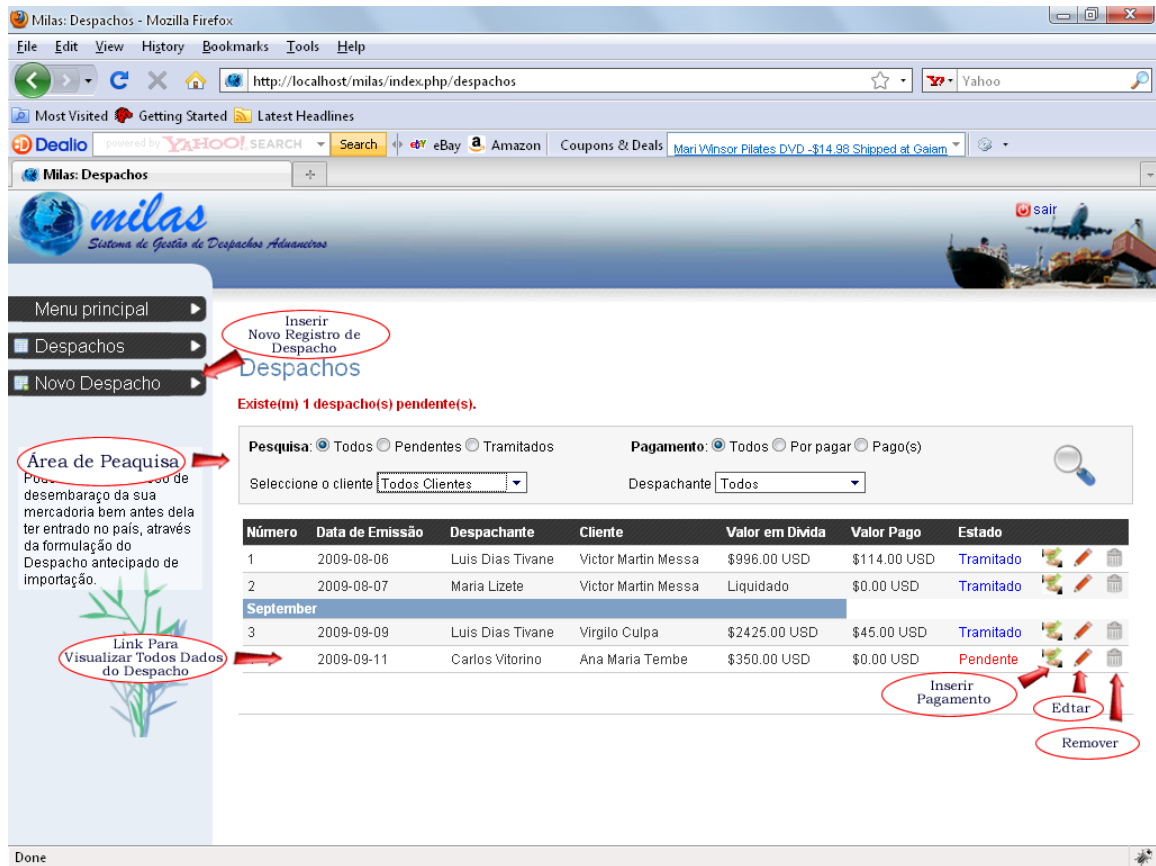 Milas: Despachos - Mozilla Firefox
File Edit View History Bookmarks Tools Help
http://localhost/milas/index.php/despachos
Yahoo
Most Visited Getting Started Latest Headlines
Dealio powered by YAHOO! SEARCH Search eBay Amazon Coupons & Deals Mari Winsor Pilates DVD -$14.98 Shipped at Gaiam
Milas: Despachos
milas
Sistema de Gestão de Despachos Aduaneiros
sair
Menu principal
Despachos
Novo Despacho
Inserir
Novo Registro de
Despacho
Despachos
Existe(m) 1 despacho(s) pendente(s).
Pesquisa: Todos Pendentes Tramitados Pagamento: Todos Por pagar Pago(s)
Seleccione o cliente Todos Clientes Despachante Todos
Área de Peaquisa
de
desembaraço da sua
mercadoria bem antes dela
ter entrado no país, através
da formulação do
Despacho antecipado de
importação.
Número Data de Emissão Despachante Cliente Valor em Divida Valor Pago Estado
1 2009-08-06 Luis Dias Tivane Victor Martin Messa $996.00 USD $114.00 USD Tramitado
2 2009-08-07 Maria Lizete Victor Martin Messa Liquidado $0.00 USD Tramitado
September
3 2009-09-09 Luis Dias Tivane Virgilo Culpa $2425.00 USD $45.00 USD Tramitado
2009-09-11 Carlos Vitorino Ana Maria Tembe $350.00 USD $0.00 USD Pendente
Link Para
Visualizar Todos Dados
do Despacho
Inserir
Pagamento
Edtar
Remover
Done